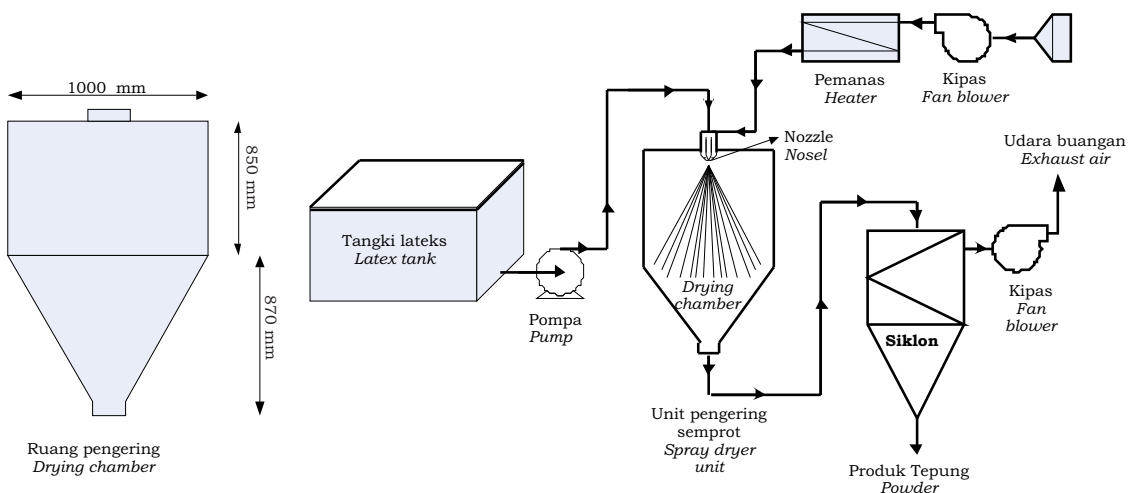 1000 mm
850 mm
870 mm
Ruang pengering
Drying chamber
Tangki lateks
Latex tank
Pompa
Pump
Pemanas
Heater
Kipas
Fan blower
Nozzle
Nosel
Drying
chamber
Unit pengering
semprot
Spray dryer
unit
Udara buangan
Exhaust air
Kipas
Fan
blower
Siklon
Produk Tepung
Powder